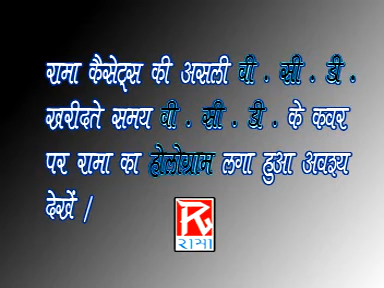 रामा कैसेट्स की असली वी . सी . डी .
खरीदते समय वी . सी . डी . के कवर
पर रामा का होलोग्राम लगा हुआ अवश्य
देखें /
रामा